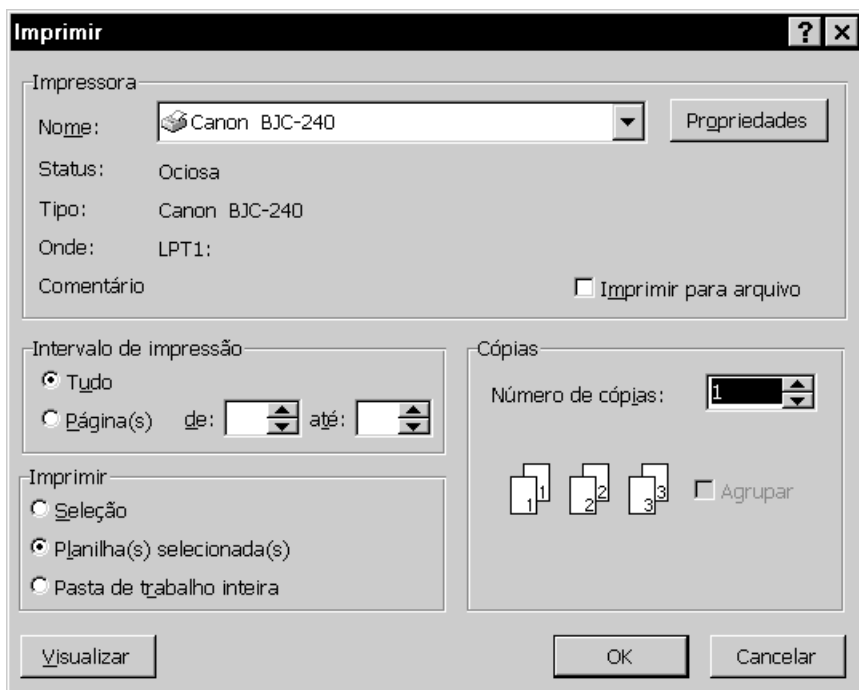 Imprimir
Impressora
Nome: Canon BJC-240 Propriedades
Status: Ociosa
Tipo: Canon BJC-240
Onde: LPT1:
Comentário Imprimir para arquivo
Intervalo de impressão
Tudo
Página(s) de: até:
Cópias
Número de cópias: 1
1 1 2 2 3 3 Agrupar
Imprimir
Seleção
Planilha(s) selecionada(s)
Pasta de trabalho inteira
Visualizar OK Cancelar